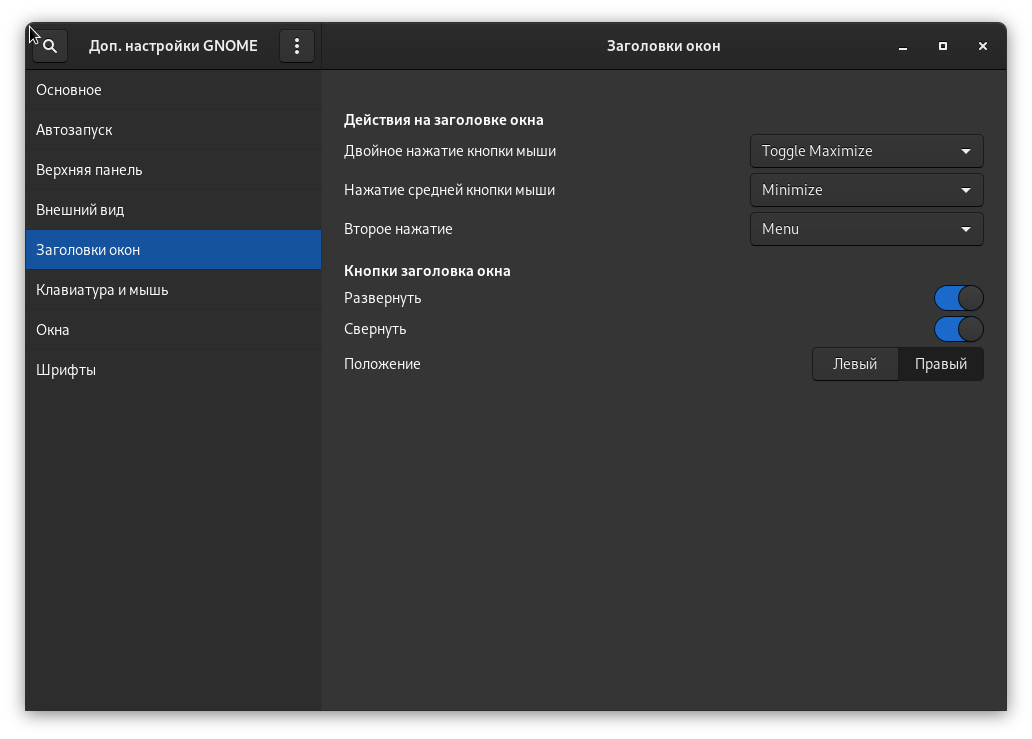 Доп. настройки GNOME
Заголовки окон
Основное
Автозапуск
Верхняя панель
Внешний вид
Заголовки окон
Клавиатура и мышь
Окна
Шрифты
Действия на заголовке окна
Двойное нажатие кнопки мыши Toggle Maximize
Нажатие средней кнопки мыши Minimize
Второе нажатие Menu
Кнопки заголовка окна
Развернуть
Свернуть
Положение Левый Правый